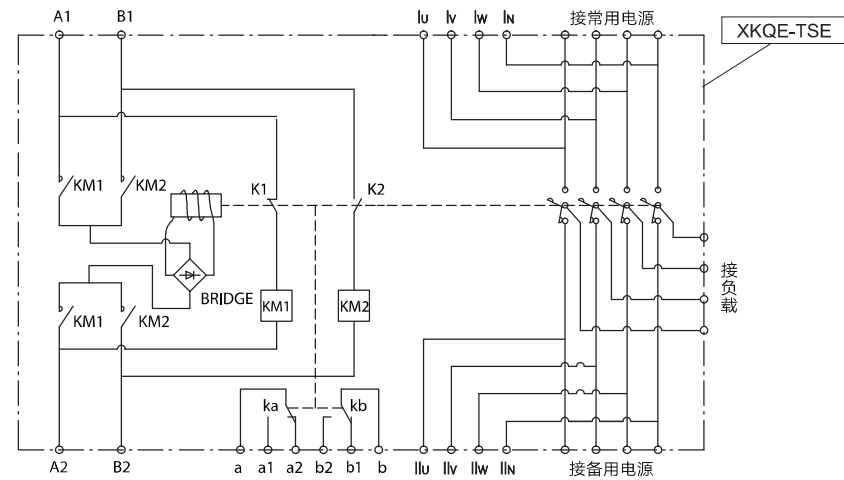 A1 B1 IU IV IW IN 接常用电源
XKQE-TSE
KM1 KM2 K1 K2
BRIDGE
KM1 KM2 KM1 KM2
接负载
ka kb
A2 B2 a a1 a2 b2 b1 b IIU IIV IIW IIN 接备用电源